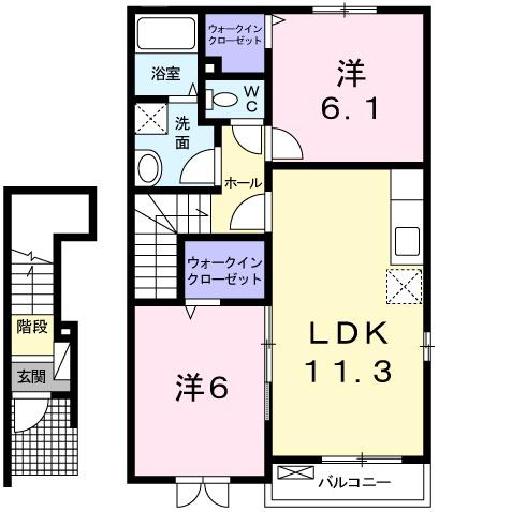 ウォークイン
クローゼット
洋
6.1
浴室
WC
洗面
ホール
ウォークイン
クローゼット
階段
玄関
LDK
11.3
洋6
バルコニー